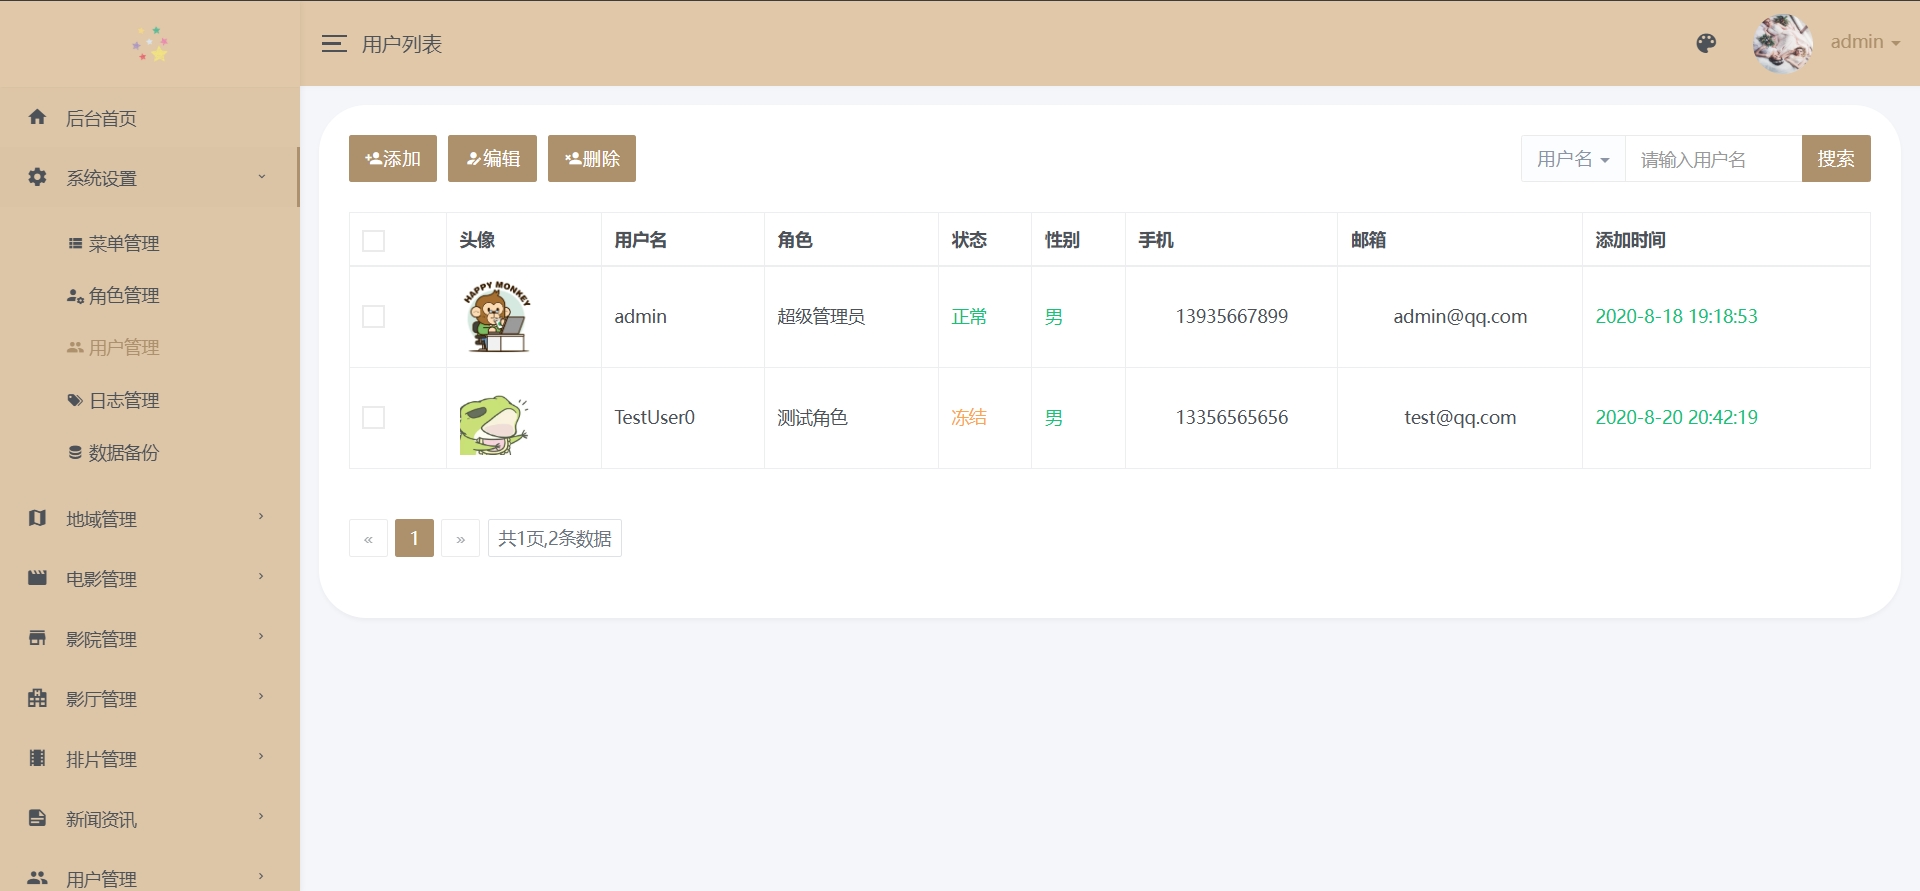 用户列表
admin
后台首页
系统设置
菜单管理
角色管理
用户管理
日志管理
数据备份
地域管理
电影管理
影院管理
影厅管理
排片管理
新闻资讯
用户管理
添加 编辑 删除
用户名 请输入用户名 搜索
头像 用户名 角色 状态 性别 手机 邮箱 添加时间
HAPPY MONKEY
admin 超级管理员 正常 男 13935667899 admin@qq.com 2020-8-18 19:18:53
TestUser0 测试角色 冻结 男 13356565656 test@qq.com 2020-8-20 20:42:19
« 1 » 共1页,2条数据